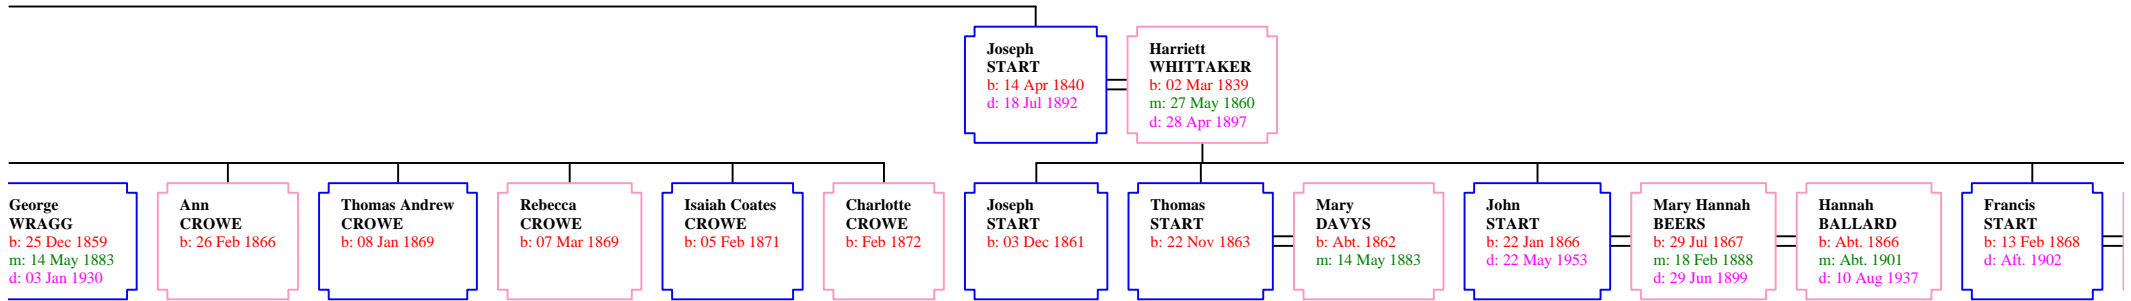 Joseph
START
b: 14 Apr 1840
d: 18 Jul 1892
Harriett
WHITTAKER
b: 02 Mar 1839
m: 27 May 1860
d: 28 Apr 1897
George
WRAGG
b: 25 Dec 1859
m: 14 May 1883
d: 03 Jan 1930
Ann
CROWE
b: 26 Feb 1866
Thomas Andrew
CROWE
b: 08 Jan 1869
Rebecca
CROWE
b: 07 Mar 1869
Isaiah Coates
CROWE
b: 05 Feb 1871
Charlotte
CROWE
b: Feb 1872
Joseph
START
b: 03 Dec 1861
Thomas
START
b: 22 Nov 1863
Mary
DAVYS
b: Abt. 1862
m: 14 May 1883
John
START
b: 22 Jan 1866
d: 22 May 1953
Mary Hannah
BEERS
b: 29 Jul 1867
m: 18 Feb 1888
d: 29 Jun 1899
Hannah
BALLARD
b: Abt. 1866
m: Abt. 1901
d: 10 Aug 1937
Francis
START
b: 13 Feb 1868
d: Aft. 1902